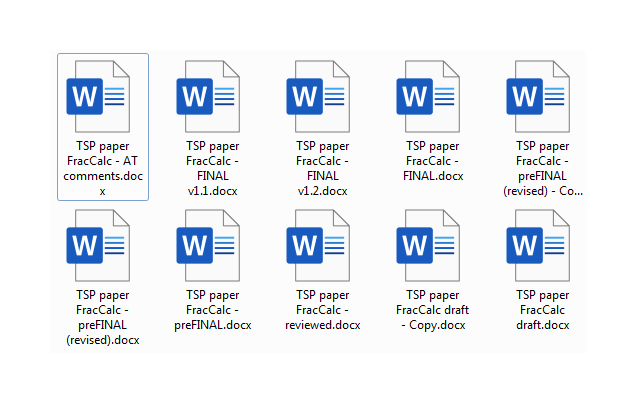 W W W W W
TSP paper
FracCalc - AT
comments.doc
x
TSP paper
FracCalc -
FINAL
v1.1.docx
TSP paper
FracCalc -
FINAL
v1.2.docx
TSP paper
FracCalc -
FINAL.docx
TSP paper
FracCalc -
preFINAL
(revised) - Co...
W W W W W
TSP paper
FracCalc -
preFINAL
(revised).docx
TSP paper
FracCalc -
preFINAL.docx
TSP paper
FracCalc -
reviewed.docx
TSP paper
FracCalc draft
- Copy.docx
TSP paper
FracCalc
draft.docx